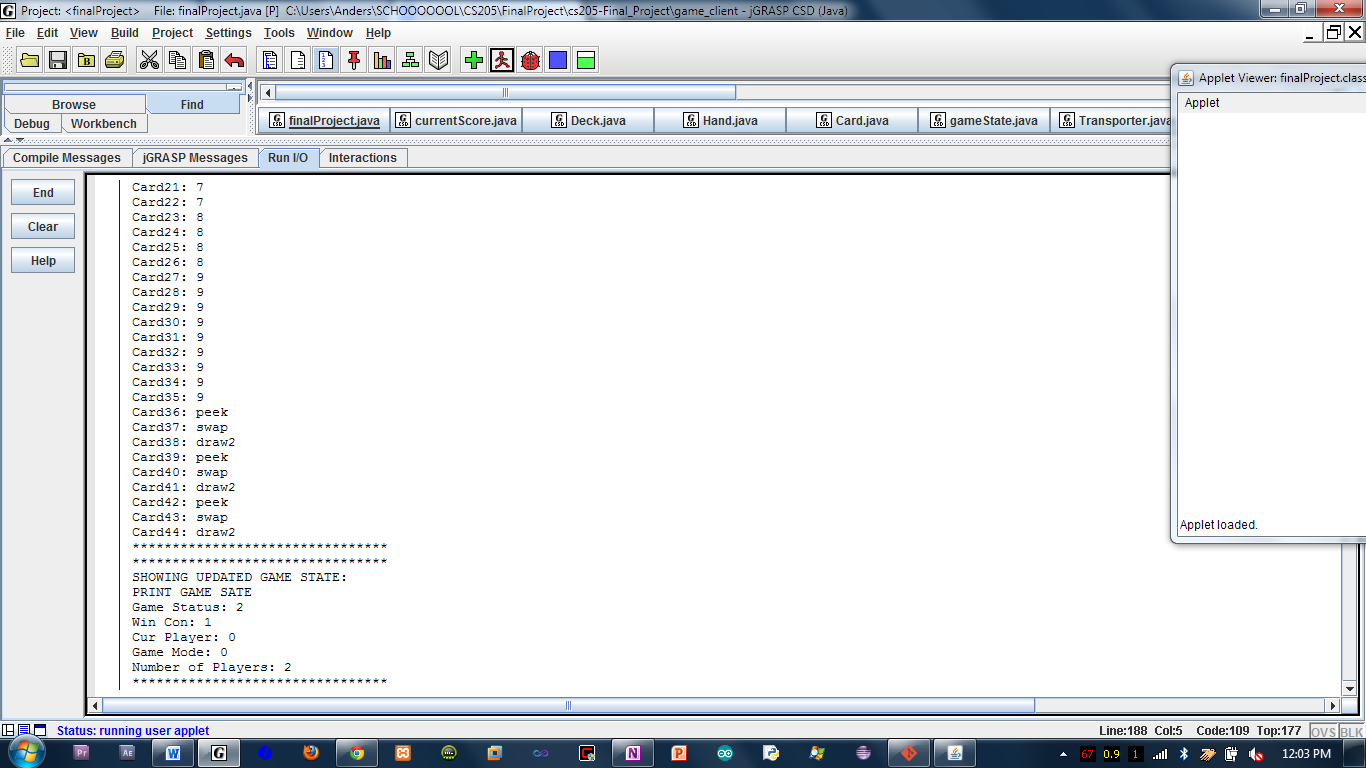 Project: <finalProject> File: finalProject.java [P] C:\Users\Anders\SCHOOOOOOL\CS205\FinalProject\cs205-Final_Project\game_client - jGRASP CSD (Java)
File Edit View Build Project Settings Tools Window Help
Applet Viewer: finalProject.class
Applet
Browse Find
Debug Workbench
finalProject.java currentScore.java Deck.java Hand.java Card.java gameState.java Transporter.java
Compile Messages jGRASP Messages Run I/O Interactions
End
Clear
Help
Card21: 7
Card22: 7
Card23: 8
Card24: 8
Card25: 8
Card26: 8
Card27: 9
Card28: 9
Card29: 9
Card30: 9
Card31: 9
Card32: 9
Card33: 9
Card34: 9
Card35: 9
Card36: peek
Card37: swap
Card38: draw2
Card39: peek
Card40: swap
Card41: draw2
Card42: peek
Card43: swap
Card44: draw2
********************************
********************************
SHOWING UPDATED GAME STATE:
PRINT GAME SATE
Game Status: 2
Win Con: 1
Cur Player: 0
Game Mode: 0
Number of Players: 2
********************************
Applet loaded.
Status: running user applet
Line:188 Col:5 Code:109 Top:177 OVS BLK
67 0.9 1 12:03 PM